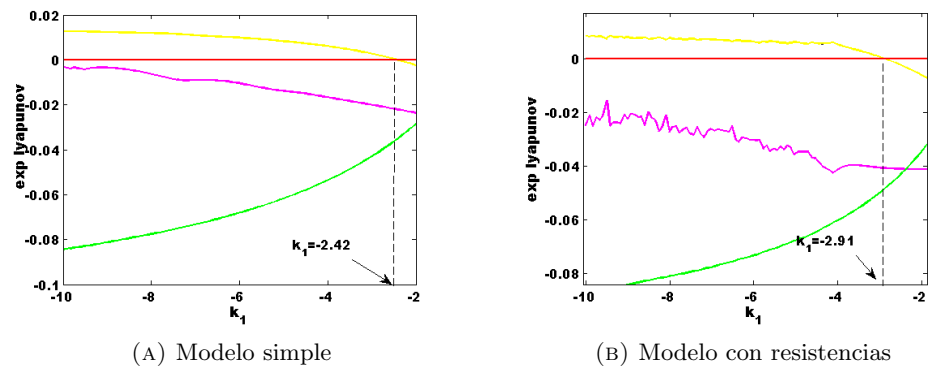 0.02
0
-0.02
-0.04
-0.06
-0.08
-0.1
exp lyapunov
k₁=-2.42
-10
-8
-6
-4
-2
k₁
(A) Modelo simple
0
-0.02
-0.04
-0.06
-0.08
exp lyapunov
k₁=-2.91
-10
-8
-6
-4
-2
k₁
(B) Modelo con resistencias